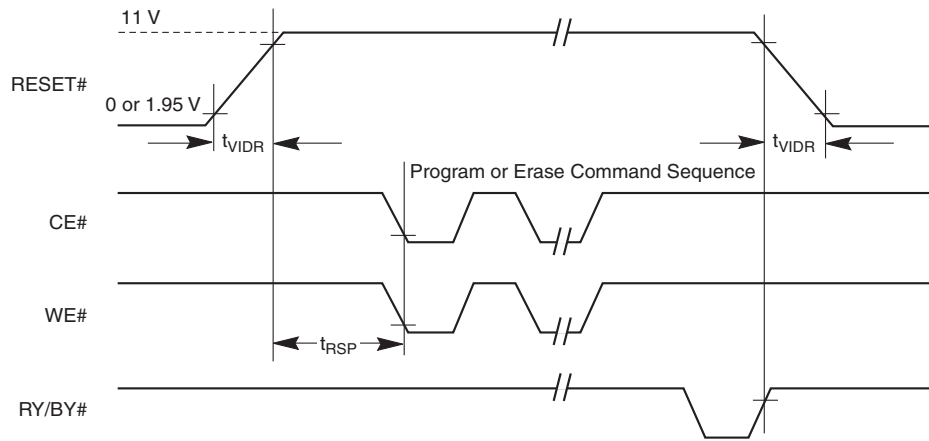 11 V
RESET#
0 or 1.95 V
tVIDR
tVIDR
Program or Erase Command Sequence
CE#
WE#
tRSP
RY/BY#